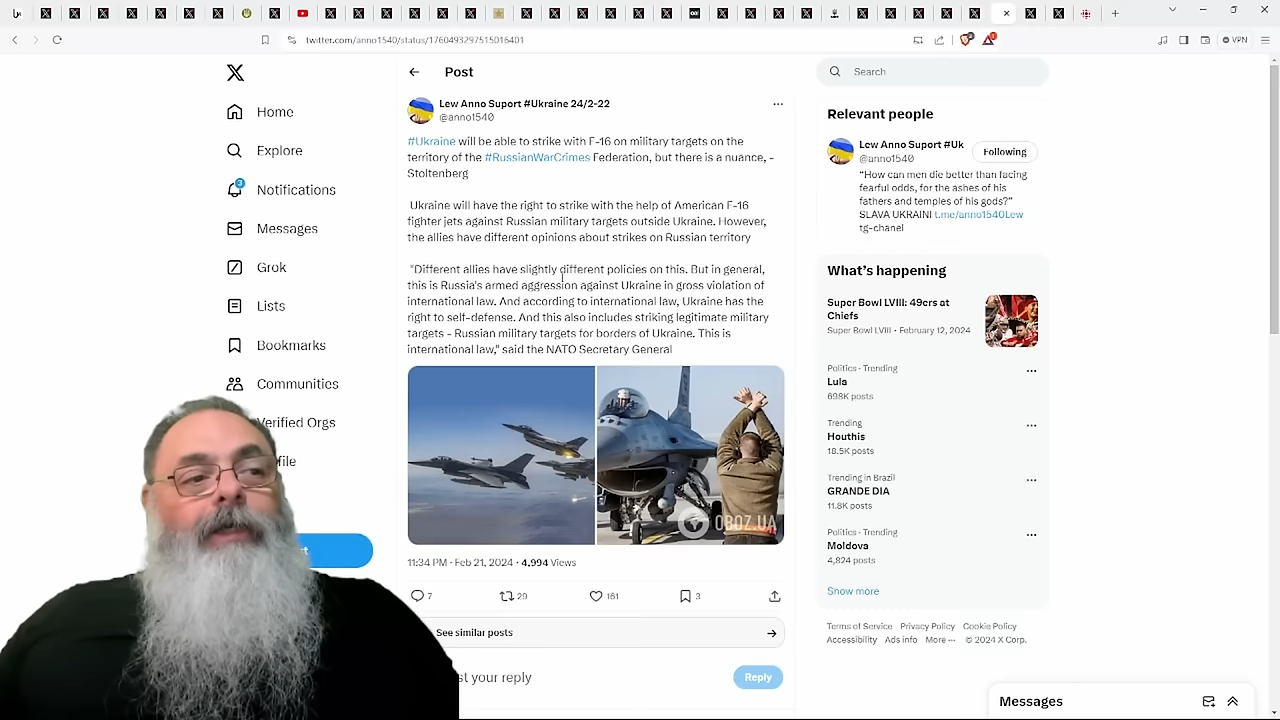 twitter.com/anno1540/status/1760493297515016401
VPN
Home
Explore
3
Notifications
Messages
Grok
Lists
Bookmarks
Communities
Verified Orgs
file
Post
Lew Anno Suport #Ukraine 24/2-22
@anno1540
#Ukraine will be able to strike with F-16 on military targets on the
territory of the #RussianWarCrimes Federation, but there is a nuance, -
Stoltenberg
Ukraine will have the right to strike with the help of American F-16
fighter jets against Russian military targets outside Ukraine. However,
the allies have different opinions about strikes on Russian territory
"Different allies have slightly different policies on this. But in general,
this is Russia's armed aggression against Ukraine in gross violation of
international law. And according to international law, Ukraine has the
right to self-defense. And this also includes striking legitimate military
targets - Russian military targets for borders of Ukraine. This is
international law," said the NATO Secretary General
OBOZ.UA
11:34 PM · Feb 21, 2024 · 4,994 Views
7 29 161 3
See similar posts
st your reply
Reply
Search
Relevant people
Lew Anno Suport #Uk
@anno1540
Following
“How can men die better than facing
fearful odds, for the ashes of his
fathers and temples of his gods?”
SLAVA UKRAINI t.me/anno1540Lew
tg-chanel
What’s happening
Super Bowl LVIII: 49ers at
Chiefs
Super Bowl LVIII · February 12, 2024
Politics · Trending
Lula
698K posts
Trending
Houthis
18.5K posts
Trending in Brazil
GRANDE DIA
11.8K posts
Politics · Trending
Moldova
4,824 posts
Show more
Terms of Service Privacy Policy Cookie Policy
Accessibility Ads info More ··· © 2024 X Corp.
Messages